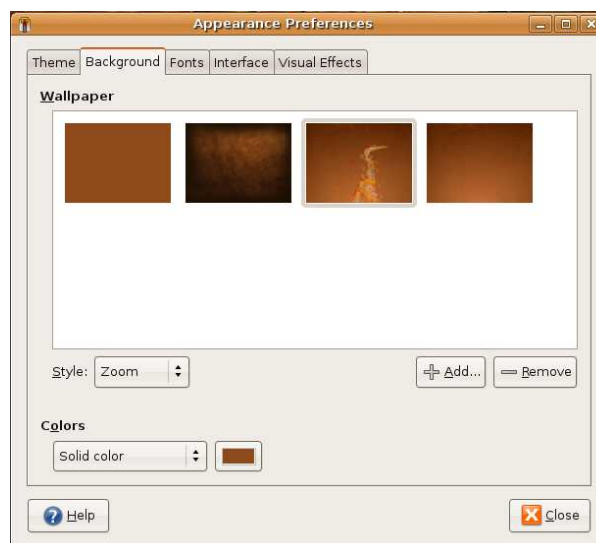 Appearance Preferences
Theme Background Fonts Interface Visual Effects
Wallpaper
Style: Zoom Add... Remove
Colors
Solid color
Help Close